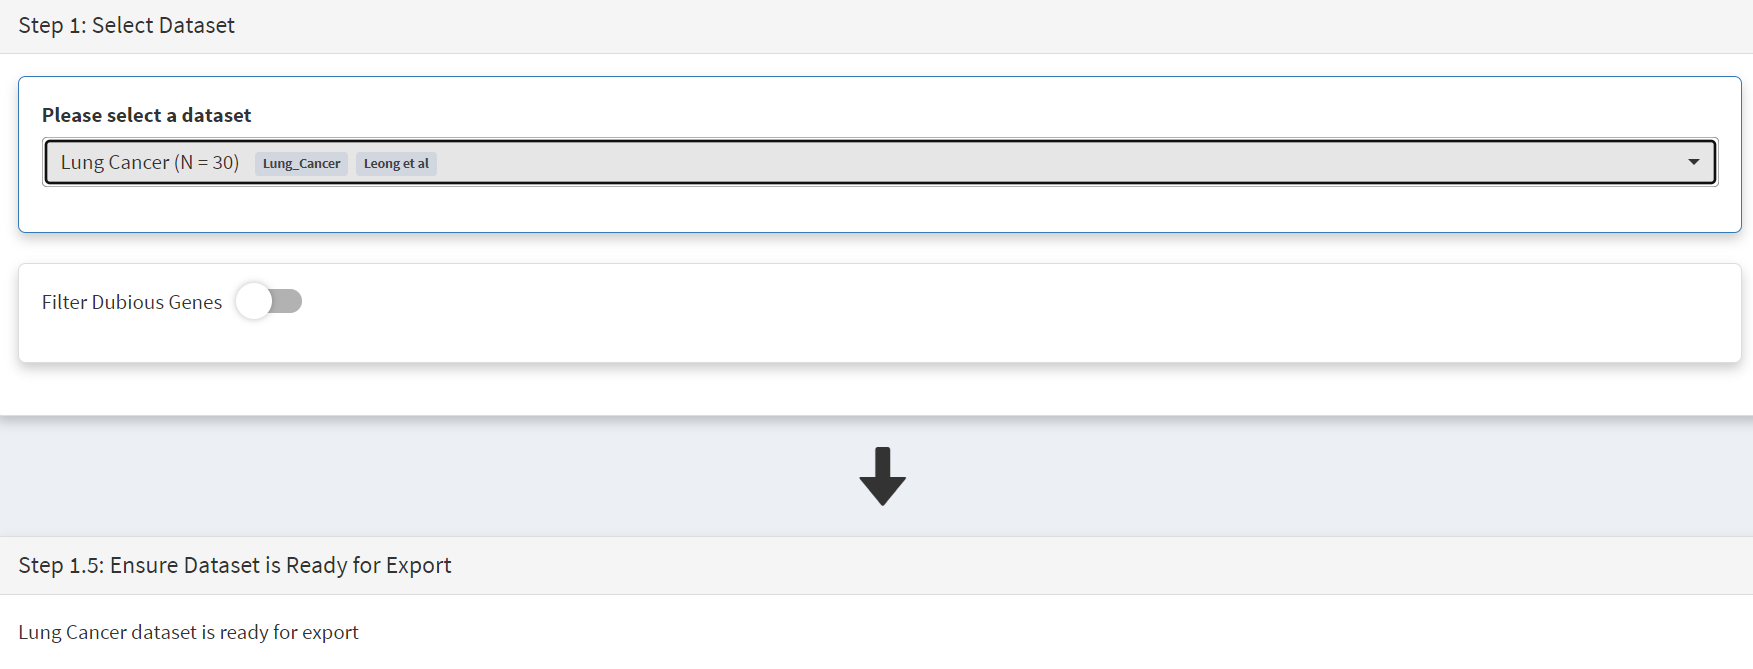 Step 1: Select Dataset
Please select a dataset
Lung Cancer (N = 30) Lung_Cancer Leong et al
Filter Dubious Genes
Step 1.5: Ensure Dataset is Ready for Export
Lung Cancer dataset is ready for export